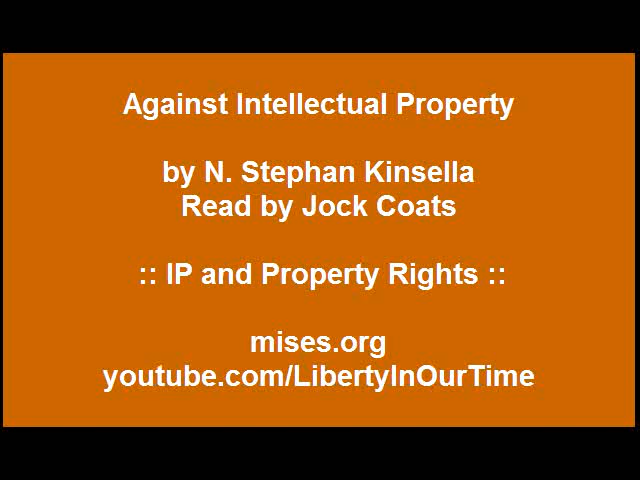 Against Intellectual Property
by N. Stephan Kinsella
Read by Jock Coats
:: IP and Property Rights ::
mises.org
youtube.com/LibertyInOurTime